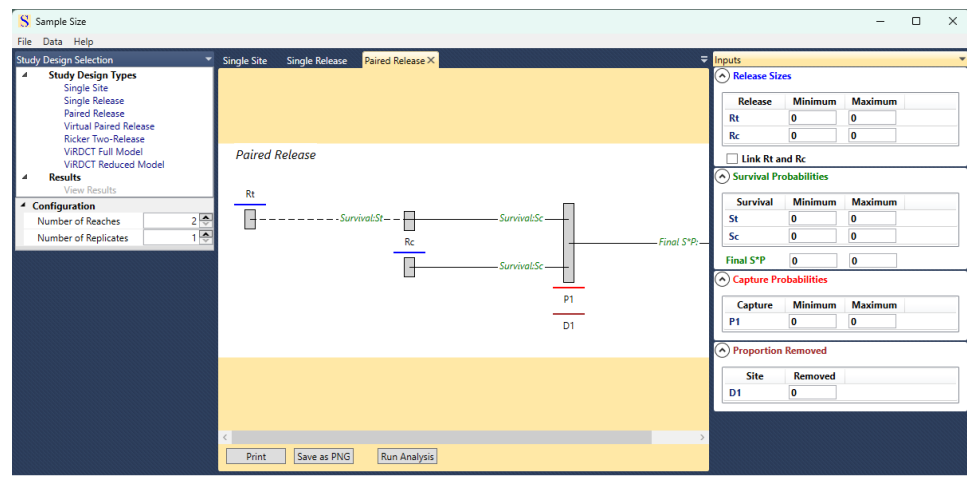 S Sample Size
File Data Help
Study Design Selection
Study Design Types
Single Site
Single Release
Paired Release
Virtual Paired Release
Ricker Two-Release
ViRDCT Full Model
ViRDCT Reduced Model
Results
View Results
Configuration
Number of Reaches 2
Number of Replicates 1
Single Site Single Release Paired Release
Paired Release
Rt
Survival:St
Survival:Sc
Rc
Final S*P:
Survival:Sc
P1
D1
Print Save as PNG Run Analysis
Inputs
Release Sizes
Release Minimum Maximum
Rt 0 0
Rc 0 0
Link Rt and Rc
Survival Probabilities
Survival Minimum Maximum
St 0 0
Sc 0 0
Final S*P 0 0
Capture Probabilities
Capture Minimum Maximum
P1 0 0
Proportion Removed
Site Removed
D1 0